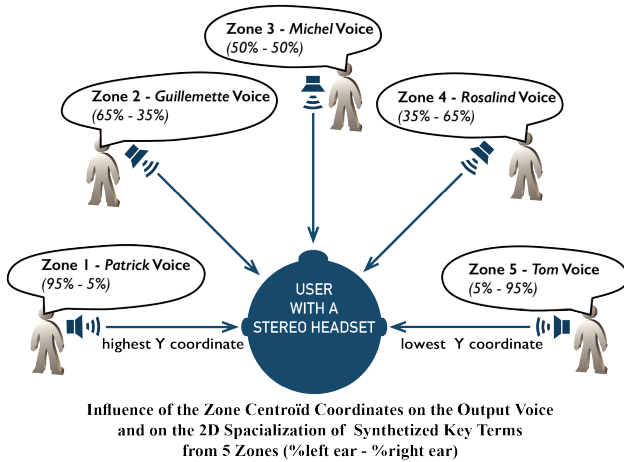 Zone 3 - Michel Voice
(50% - 50%)
Zone 2 - Guillemette Voice
(65% - 35%)
Zone 4 - Rosalind Voice
(35% - 65%)
Zone 1 - Patrick Voice
(95% - 5%)
Zone 5 - Tom Voice
(5% - 95%)
USER
WITH A
STEREO HEADSET
highest Y coordinate
lowest Y coordinate
Influence of the Zone Centroïd Coordinates on the Output Voice
and on the 2D Spacialization of Synthetized Key Terms
from 5 Zones (%left ear - %right ear)